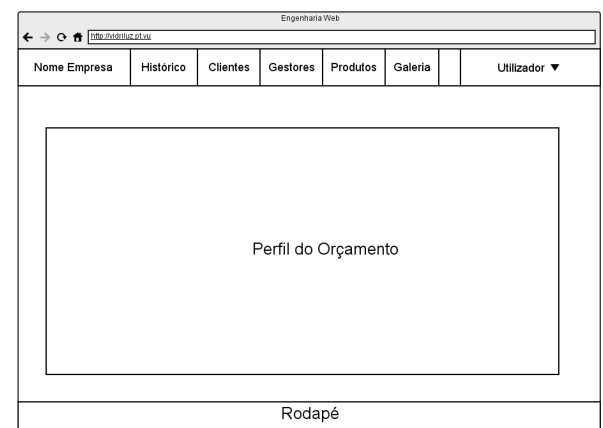 Engenharia Web
http://vidriluz.pt.vu
Nome Empresa Histórico Clientes Gestores Produtos Galeria Utilizador ▼
Perfil do Orçamento
Rodapé